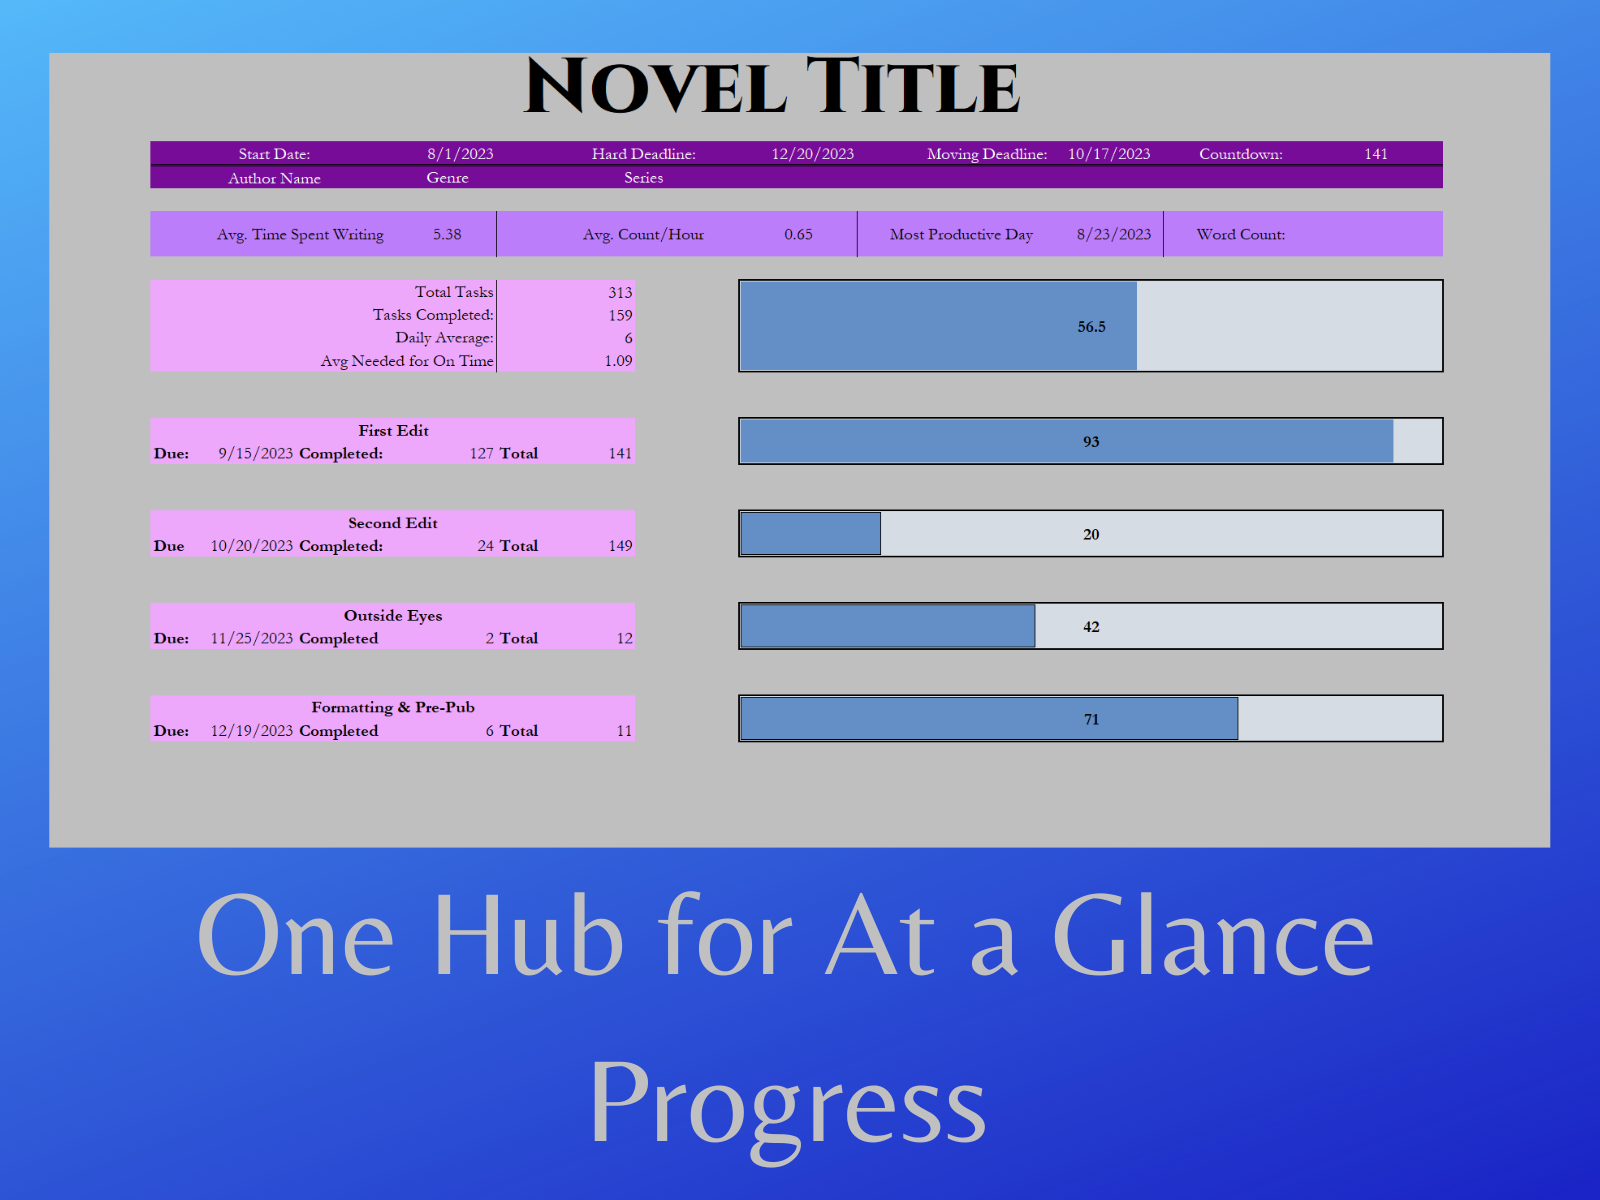 Novel Title
Start Date: 8/1/2023 Hard Deadline: 12/20/2023 Moving Deadline: 10/17/2023 Countdown: 141
Author Name Genre Series
Avg. Time Spent Writing 5.38 Avg. Count/Hour 0.65 Most Productive Day 8/23/2023 Word Count:
Total Tasks 313
Tasks Completed: 159
Daily Average: 6
Avg Needed for On Time 1.09
56.5
First Edit
Due: 9/15/2023 Completed: 127 Total 141
93
Second Edit
Due 10/20/2023 Completed: 24 Total 149
20
Outside Eyes
Due: 11/25/2023 Completed 2 Total 12
42
Formatting & Pre-Pub
Due: 12/19/2023 Completed 6 Total 11
71
One Hub for At a Glance
Progress